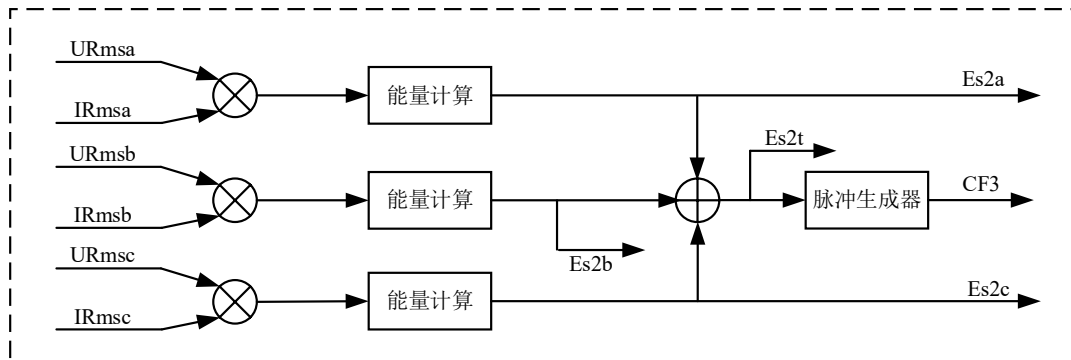 URmsa
IRmsa
能量计算
Es2a
URmsb
IRmsb
能量计算
Es2b
Es2t
脉冲生成器
CF3
URmsc
IRmsc
能量计算
Es2c